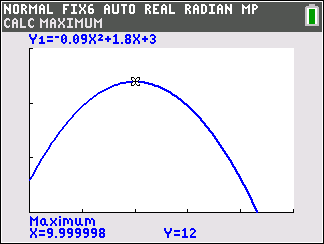 NORMAL FIX6 AUTO REAL RADIAN MP
CALC MAXIMUM
Y₁=⁻0.09X²+1.8X+3
Maximum
X=9.999998 Y=12